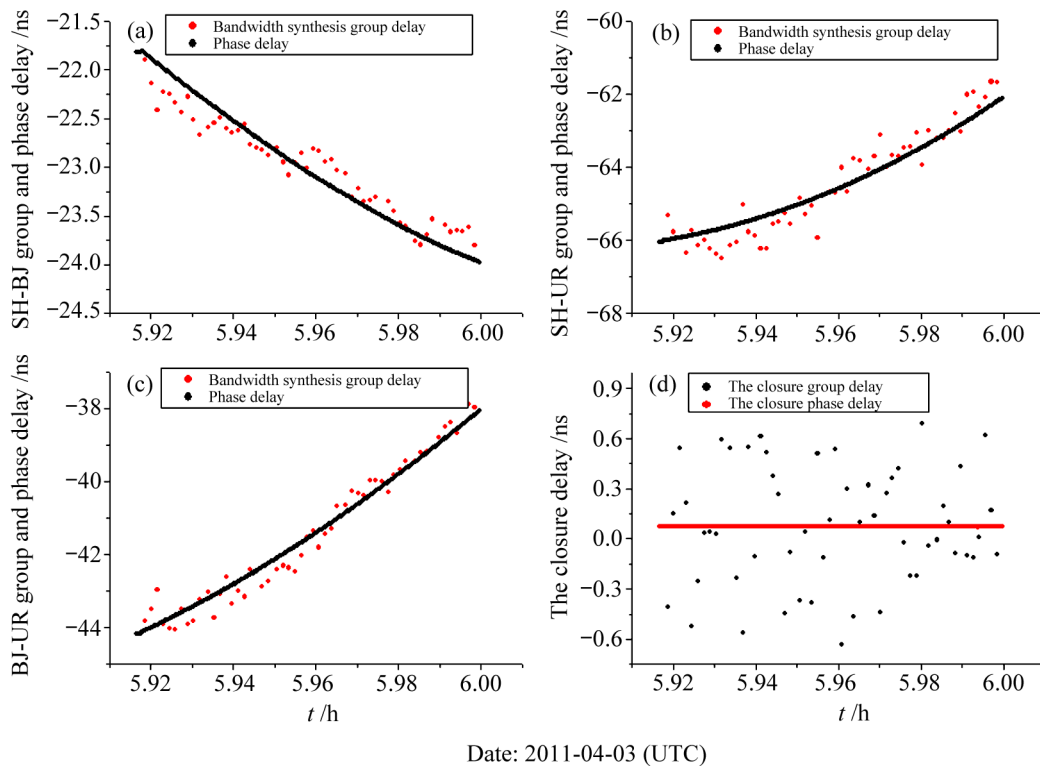 (a)
Bandwidth synthesis group delay
Phase delay
SH-BJ group and phase delay /ns
−21.5
−22.0
−22.5
−23.0
−23.5
−24.0
−24.5
5.92 5.94 5.96 5.98 6.00
(b)
Bandwidth synthesis group delay
Phase delay
SH-UR group and phase delay /ns
−60
−62
−64
−66
−68
5.92 5.94 5.96 5.98 6.00
(c)
Bandwidth synthesis group delay
Phase delay
BJ-UR group and phase delay /ns
−38
−40
−42
−44
5.92 5.94 5.96 5.98 6.00
t /h
(d)
The closure group delay
The closure phase delay
The closure delay /ns
0.9
0.6
0.3
0.0
−0.3
−0.6
5.92 5.94 5.96 5.98 6.00
t /h
Date: 2011-04-03 (UTC)